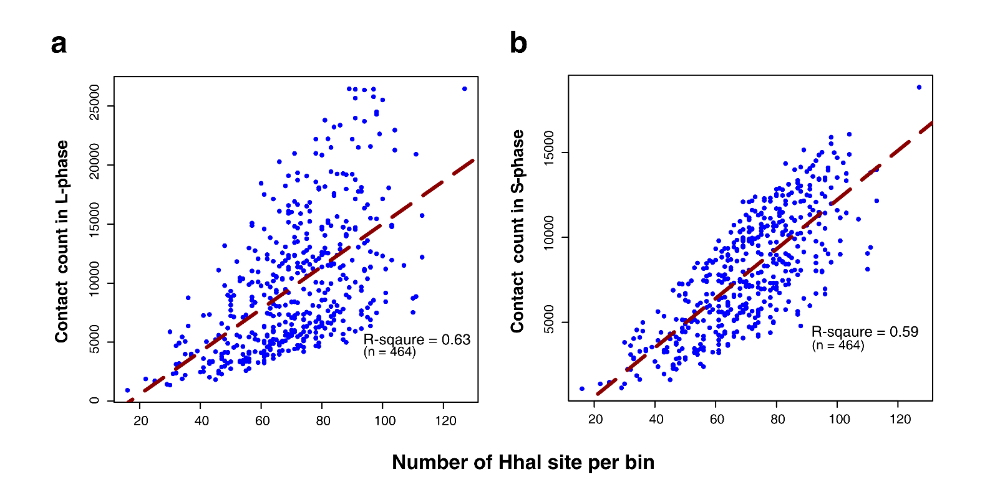 a
b
Contact count in L-phase
0
5000
10000
15000
20000
25000
R-sqaure = 0.63
(n = 464)
20 40 60 80 100 120
Contact count in S-phase
5000
10000
15000
R-sqaure = 0.59
(n = 464)
20 40 60 80 100 120
Number of HhaI site per bin